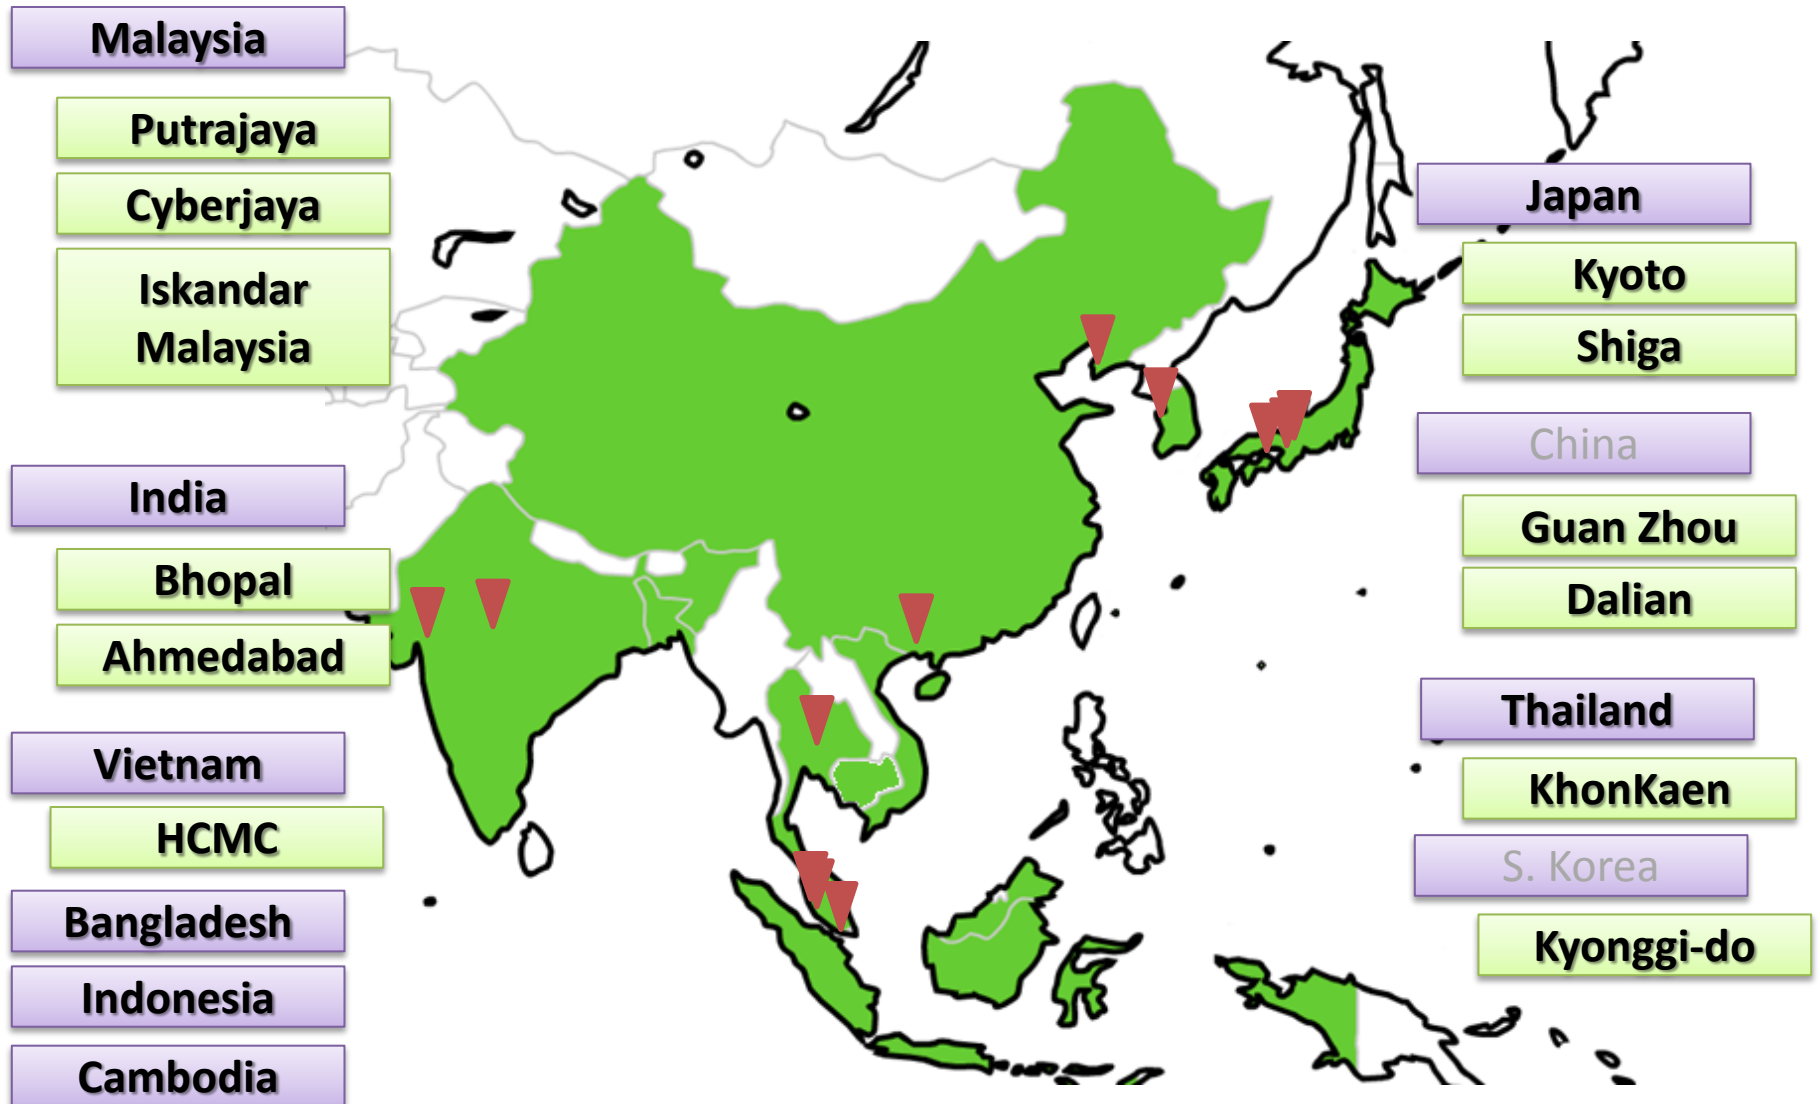 Malaysia
Putrajaya
Cyberjaya
Iskandar
Malaysia
India
Bhopal
Ahmedabad
Vietnam
HCMC
Bangladesh
Indonesia
Cambodia
Japan
Kyoto
Shiga
China
Guan Zhou
Dalian
Thailand
KhonKaen
S. Korea
Kyonggi-do